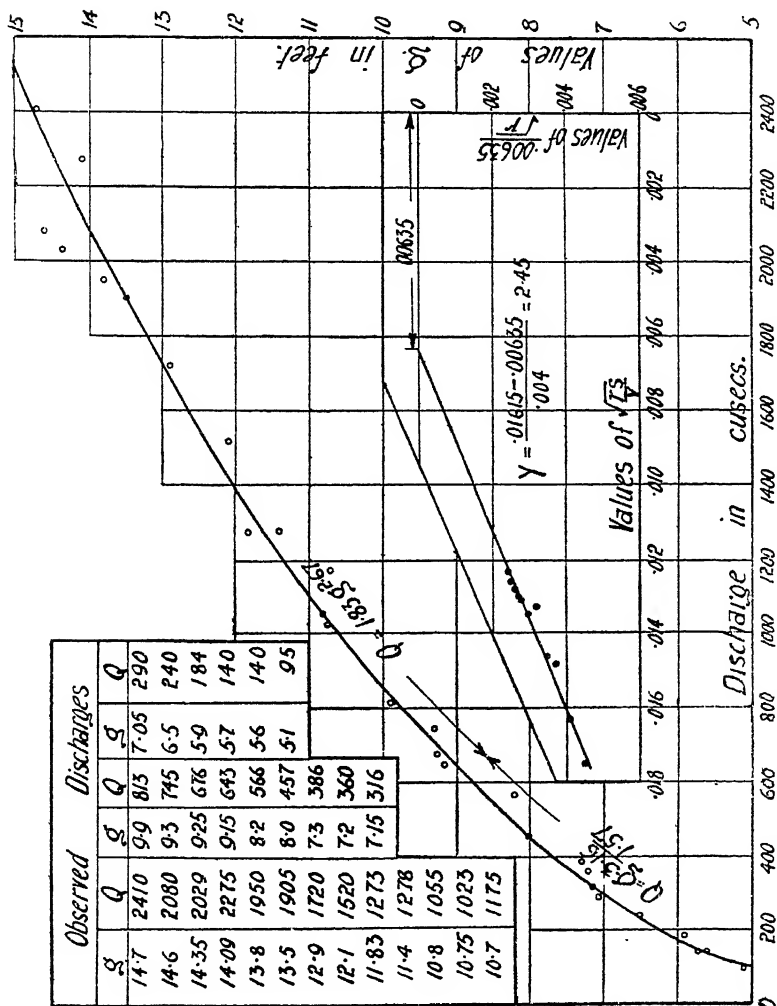 Observed Discharges
g Q g Q g Q
14·7 2410 9·9 813 7·05 290
14·6 2080 9·3 745 6·5 240
14·35 2029 9·25 676 5·9 184
14·09 2275 9·15 643 5·7 140
13·8 1950 8·2 566 5·6 140
13·5 1905 8·0 457 5·1 95
12·9 1720 7·3 386
12·1 1520 7·2 360
11·83 1273 7·15 316
11·4 1278
10·8 1055
10·75 1023
10·7 1175
15 14 13 12 11 10 9 8 7 6 5
Values of g. in feet.
Q = 1·83 g^2·67
·00635
Y = ·01615-·00635 / ·004 = 2·45
Values of ·00635/√r
0 ·002 ·004 ·006
Values of √rs/V
0 ·002 ·004 ·006 ·008 ·010 ·012 ·014 ·016 ·018
Discharge in cusecs.
0 200 400 600 800 1000 1200 1400 1600 1800 2000 2200 2400